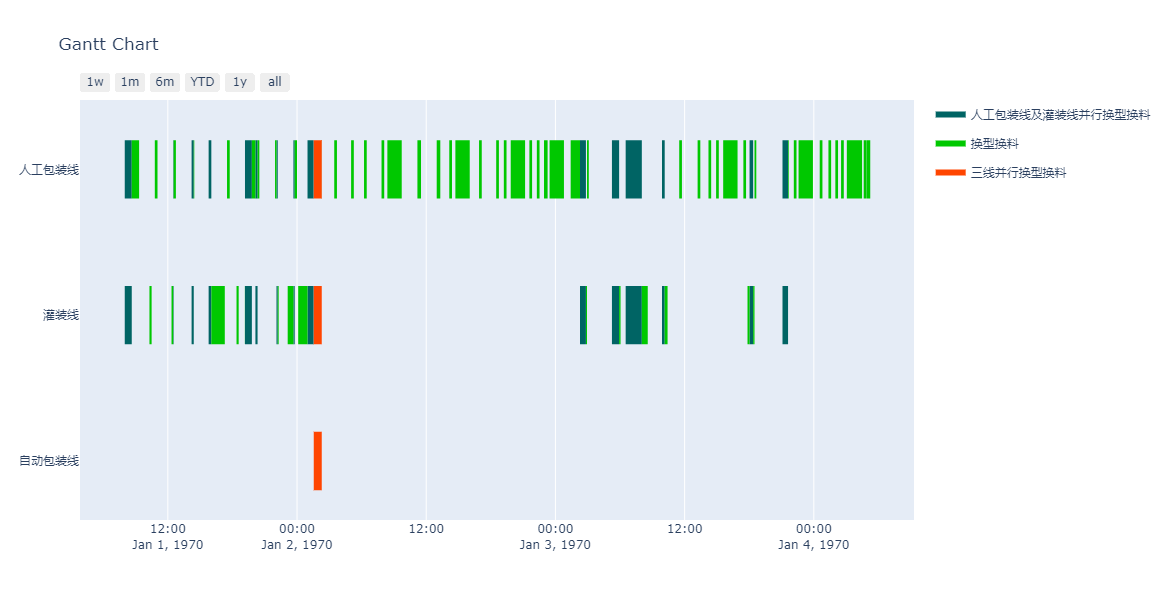 Gantt Chart
1w 1m 6m YTD 1y all
人工包装线及灌装线并行换型换料
换型换料
三线并行换型换料
人工包装线
灌装线
自动包装线
12:00 00:00 12:00 00:00 12:00 00:00
Jan 1, 1970 Jan 2, 1970 Jan 3, 1970 Jan 4, 1970